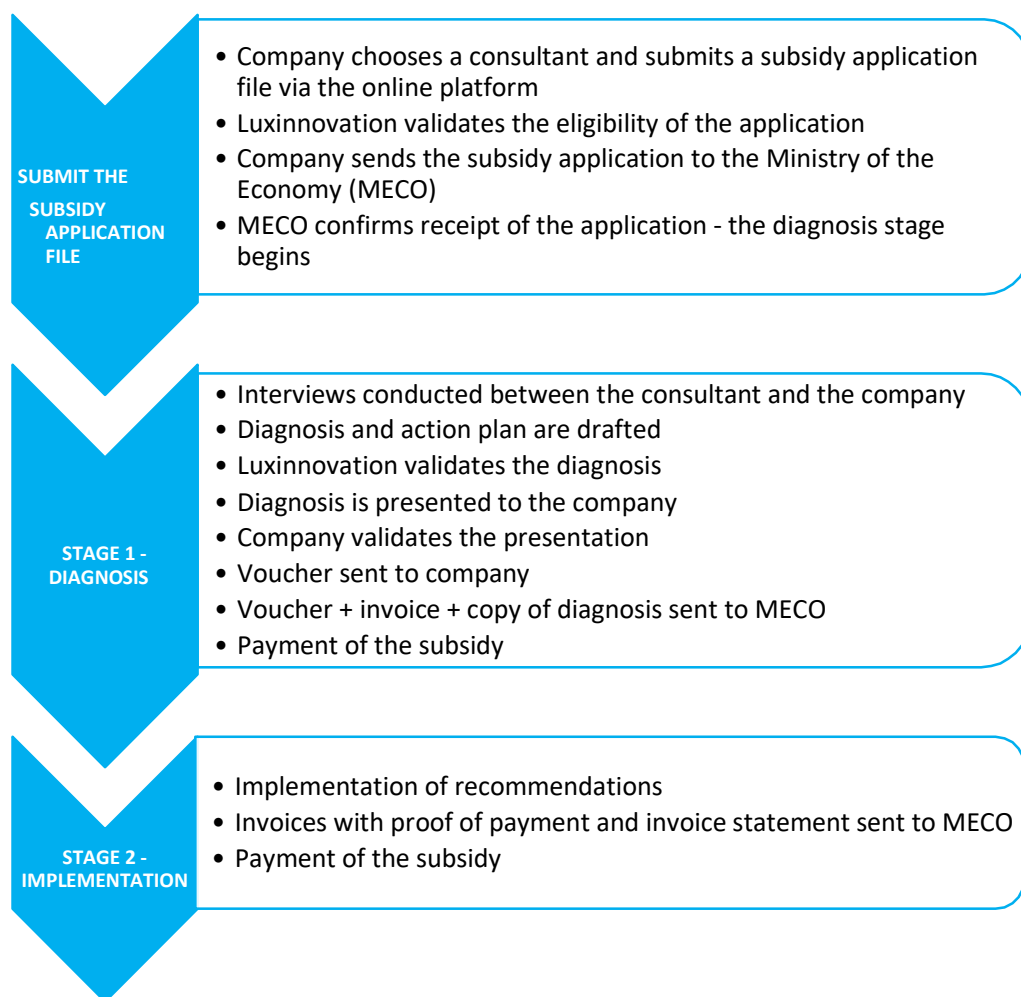 SUBMIT THE
SUBSIDY
APPLICATION
FILE
• Company chooses a consultant and submits a subsidy application
file via the online platform
• Luxinnovation validates the eligibility of the application
• Company sends the subsidy application to the Ministry of the
Economy (MECO)
• MECO confirms receipt of the application - the diagnosis stage
begins
STAGE 1 -
DIAGNOSIS
• Interviews conducted between the consultant and the company
• Diagnosis and action plan are drafted
• Luxinnovation validates the diagnosis
• Diagnosis is presented to the company
• Company validates the presentation
• Voucher sent to company
• Voucher + invoice + copy of diagnosis sent to MECO
• Payment of the subsidy
STAGE 2 -
IMPLEMENTATION
• Implementation of recommendations
• Invoices with proof of payment and invoice statement sent to MECO
• Payment of the subsidy